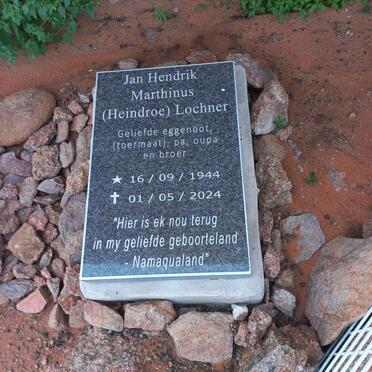 Jan Hendrik
Marthinus
(Heindroe) Lochner
Geliefde eggenoot,
(toermaat), pa, oupa
en broer
★ 16 / 09 / 1944
✝ 01 / 05 / 2024
"Hier is ek nou terug
in my geliefde geboorteland
- Namaqualand"